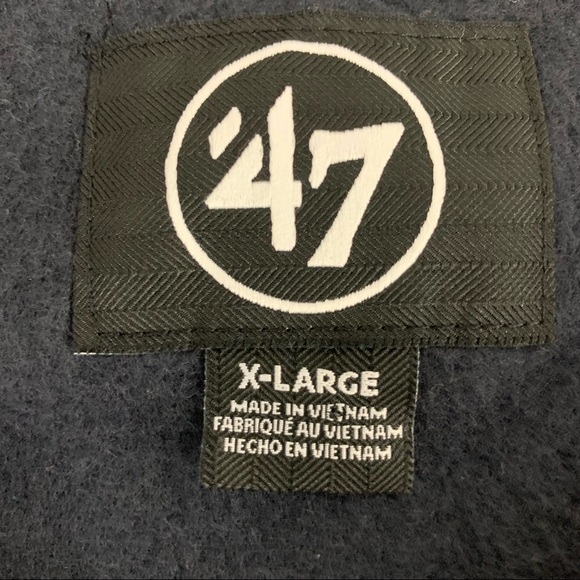 '47
X-LARGE
MADE IN VIETNAM
FABRIQUÉ AU VIETNAM
HECHO EN VIETNAM